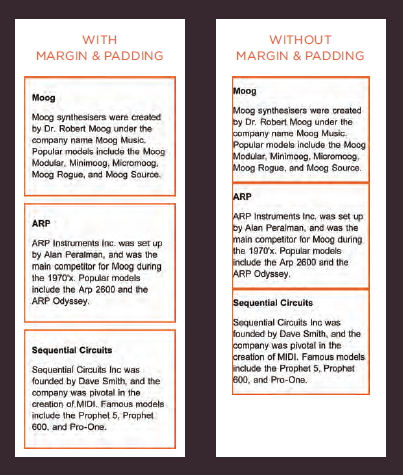 WITH
MARGIN & PADDING
Moog
Moog synthesisers were created
by Dr. Robert Moog under the
company name Moog Music.
Popular models include the Moog
Modular, Minimoog, Micromoog,
Moog Rogue, and Moog Source.
ARP
ARP Instruments Inc. was set up
by Alan Peralman, and was the
main competitor for Moog during
the 1970's. Popular models
include the Arp 2600 and the
ARP Odyssey.
Sequential Circuits
Sequential Circuits Inc was
founded by Dave Smith, and the
company was pivotal in the
creation of MIDI. Famous models
include the Prophet 5, Prophet
600, and Pro-One.
WITHOUT
MARGIN & PADDING
Moog
Moog synthesisers were created
by Dr. Robert Moog under the
company name Moog Music.
Popular models include the Moog
Modular, Minimoog, Micromoog,
Moog Rogue, and Moog Source.
ARP
ARP Instruments Inc. was set up
by Alan Peralman, and was the
main competitor for Moog during
the 1970's. Popular models
include the Arp 2600 and the
ARP Odyssey.
Sequential Circuits
Sequential Circuits Inc was
founded by Dave Smith, and the
company was pivotal in the
creation of MIDI. Famous models
include the Prophet 5, Prophet
600, and Pro-One.